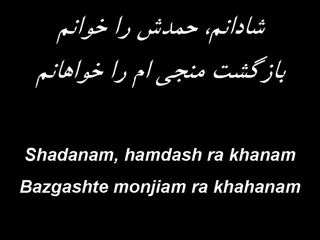 شادانم، حمدش را خوانم
بازگشت منجی ام را خواهانم
Shadanam, hamdash ra khanam
Bazgashte monjiam ra khahanam